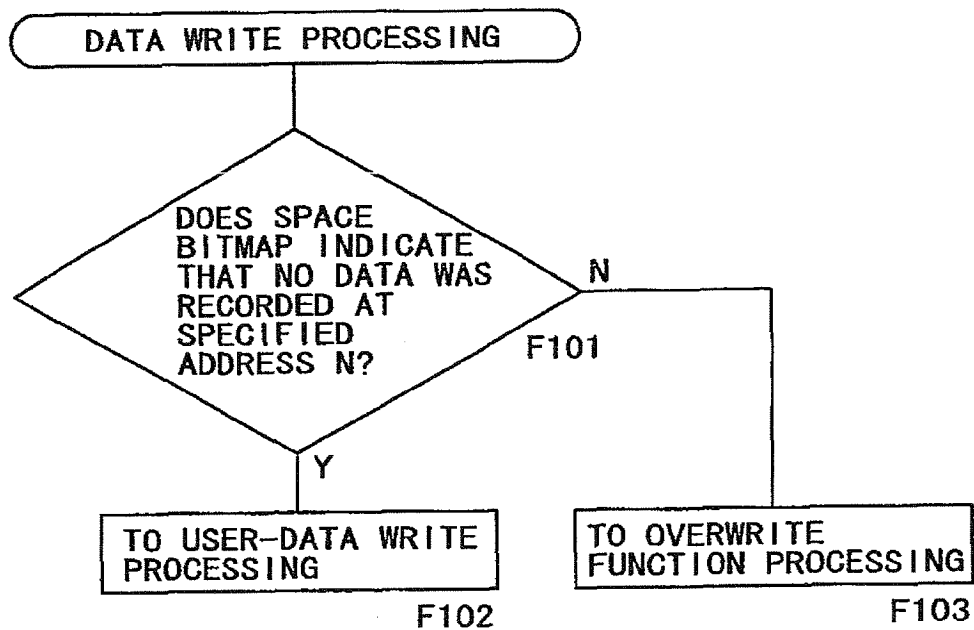 DATA WRITE PROCESSING
DOES SPACE
BITMAP INDICATE
THAT NO DATA WAS
RECORDED AT
SPECIFIED
ADDRESS N?
N
F101
Y
TO USER-DATA WRITE
PROCESSING
F102
TO OVERWRITE
FUNCTION PROCESSING
F103